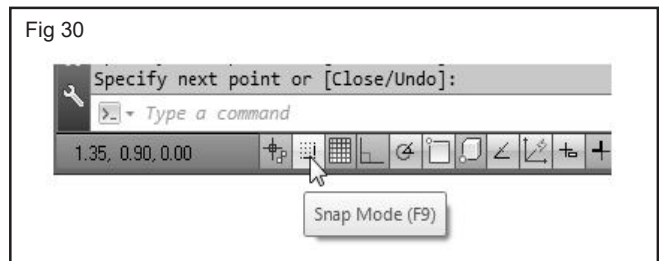 Fig 30
Specify next point or [Close/Undo]:
Type a command
1.35, 0.90, 0.00
Snap Mode (F9)